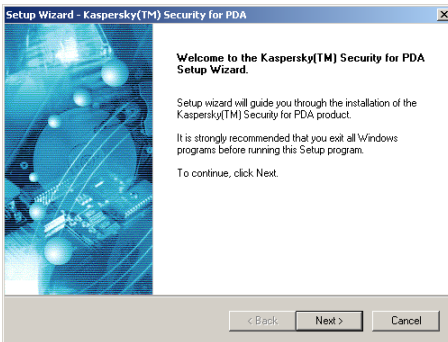 Setup Wizard - Kaspersky(TM) Security for PDA
Welcome to the Kaspersky(TM) Security for PDA
Setup Wizard.
Setup wizard will guide you through the installation of the
Kaspersky(TM) Security for PDA product.
It is strongly recommended that you exit all Windows
programs before running this Setup program.
To continue, click Next.
< Back Next > Cancel